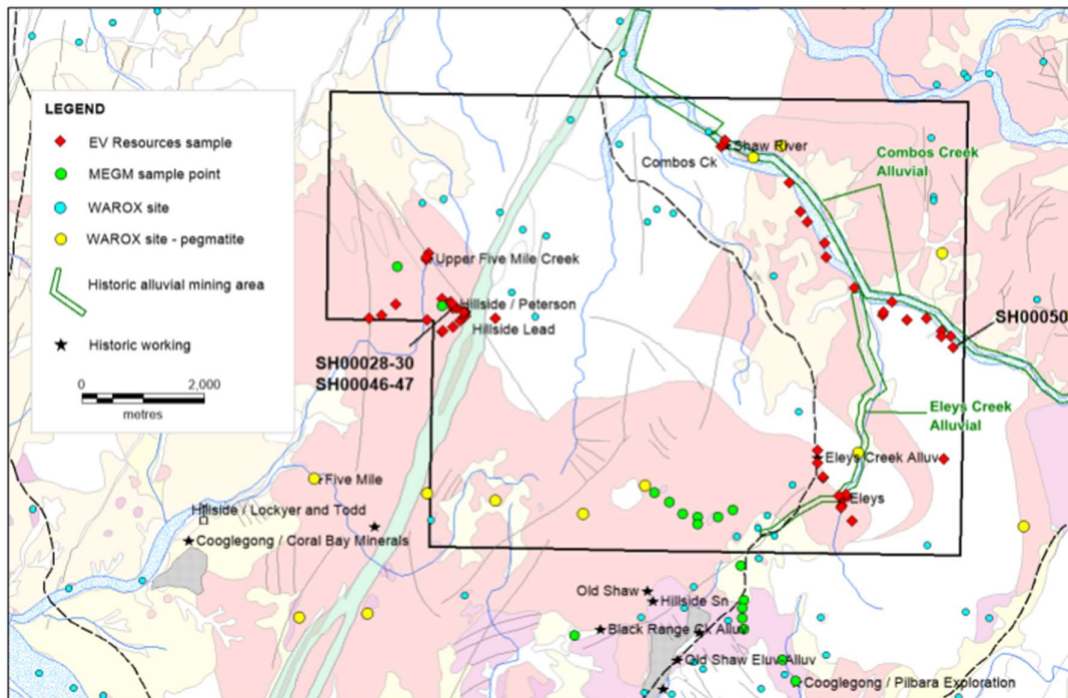 LEGEND
EV Resources sample
MEGM sample point
WAROX site
WAROX site - pegmatite
Historic alluvial mining area
Historic working
0 2,000
metres
Shaw River
Combos Ck
Combos Creek
Alluvial
Upper Five Mile Creek
Hillside / Peterson
Hillside Lead
SH00028-30
SH00046-47
SH00050
Eleys Creek
Alluvial
Eleys Creek Alluv
Eleys
Five Mile
Hillside / Lockyer and Todd
Cooglegong / Coral Bay Minerals
Old Shaw
Hillside Sn
Black Range Ck Alluv
Old Shaw Eluv-Alluv
Cooglegong / Pilbara Exploration